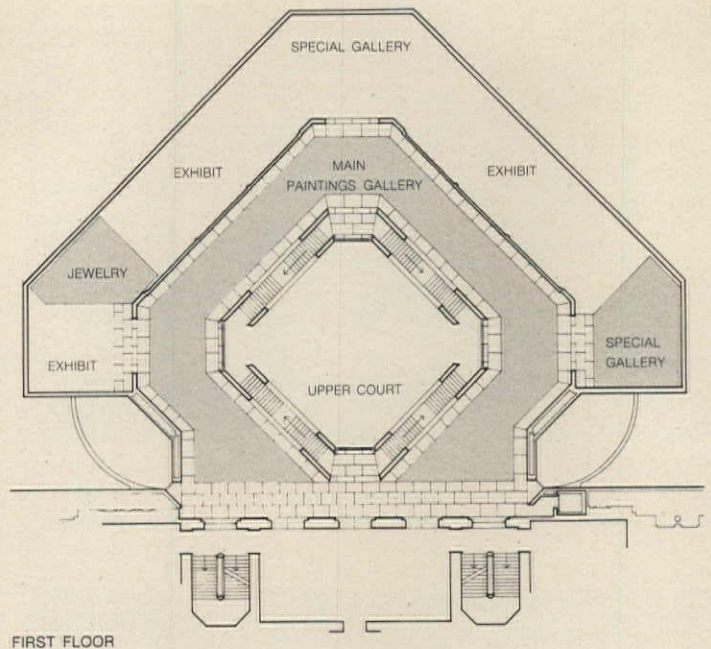 SPECIAL GALLERY
EXHIBIT
MAIN
PAINTINGS GALLERY
EXHIBIT
JEWELRY
EXHIBIT
SPECIAL
GALLERY
UPPER COURT
FIRST FLOOR